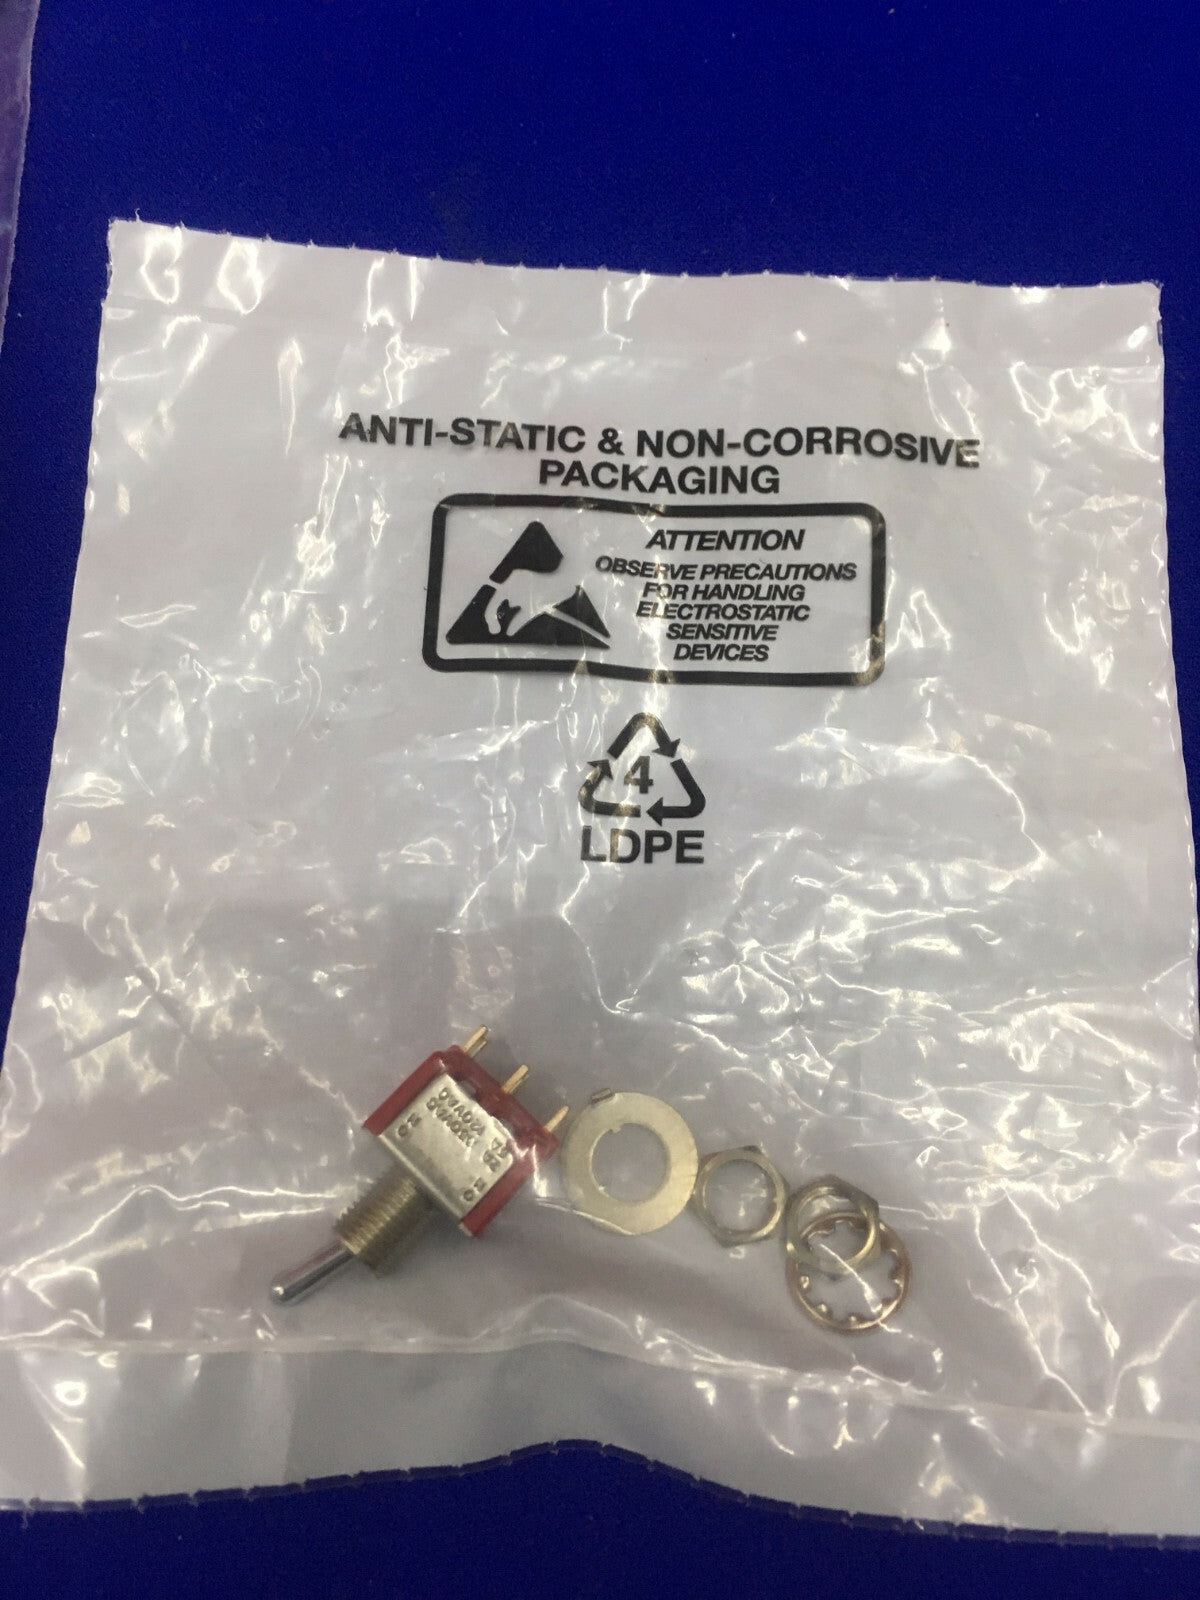 ANTI-STATIC & NON-CORROSIVE
PACKAGING
ATTENTION
OBSERVE PRECAUTIONS
FOR HANDLING
ELECTROSTATIC
SENSITIVE
DEVICES
4
LDPE